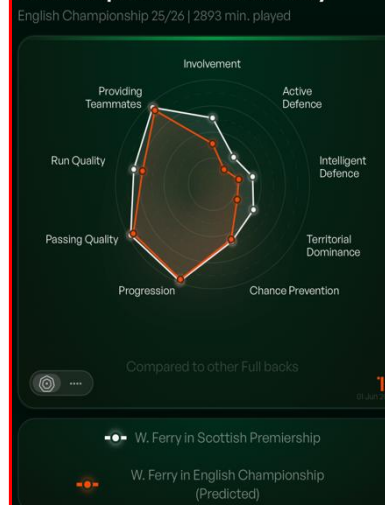 English Championship 25/26 | 2893 min. played
Involvement
Providing
Teammates
Active
Defence
Run Quality
Intelligent
Defence
Passing Quality
Territorial
Dominance
Progression
Chance Prevention
Compared to other Full backs
W. Ferry in Scottish Premiership
W. Ferry in English Championship
(Predicted)